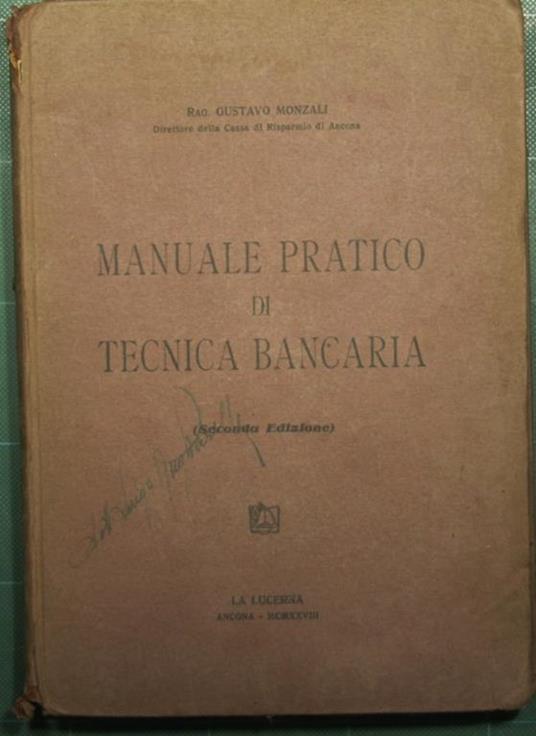 Rag. GUSTAVO MONZALI
Direttore della Cassa di Risparmio di Ancona
MANUALE PRATICO
DI
TECNICA BANCARIA
(Seconda Edizione)
LA LUCERNA
ANCONA - MCMXXVIII